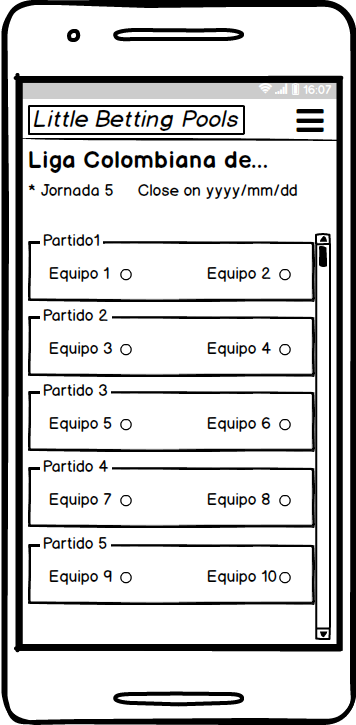 16:07
Little Betting Pools
Liga Colombiana de...
* Jornada 5 Close on yyyy/mm/dd
Partido1
Equipo 1 Equipo 2
Partido 2
Equipo 3 Equipo 4
Partido 3
Equipo 5 Equipo 6
Partido 4
Equipo 7 Equipo 8
Partido 5
Equipo 9 Equipo 10